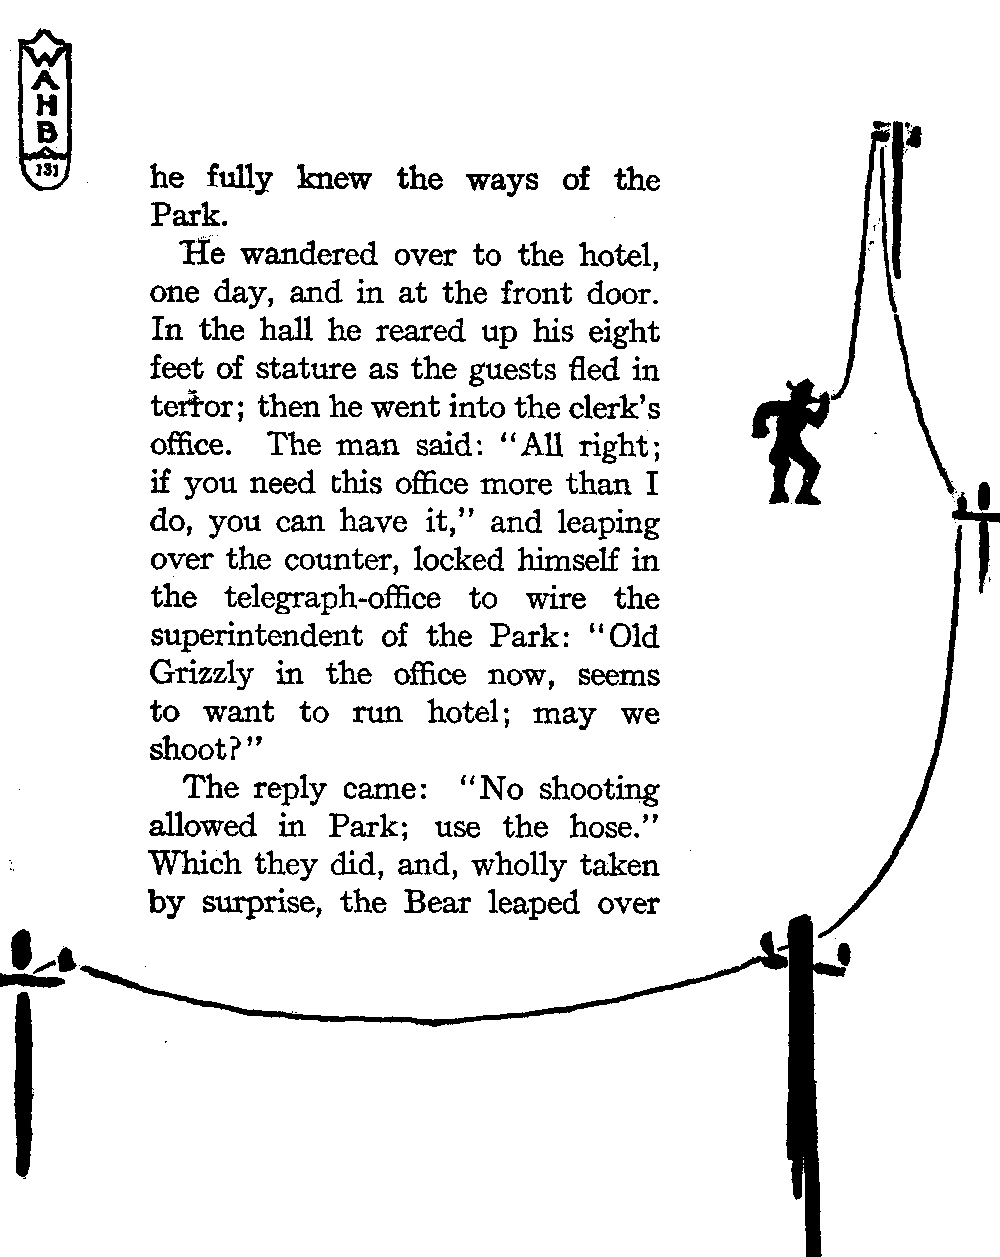 WAHB
131
he fully knew the ways of the
Park.
He wandered over to the hotel,
one day, and in at the front door.
In the hall he reared up his eight
feet of stature as the guests fled in
terror; then he went into the clerk's
office. The man said: "All right;
if you need this office more than I
do, you can have it," and leaping
over the counter, locked himself in
the telegraph-office to wire the
superintendent of the Park: "Old
Grizzly in the office now, seems
to want to run hotel; may we
shoot?"
The reply came: "No shooting
allowed in Park; use the hose."
Which they did, and, wholly taken
by surprise, the Bear leaped over